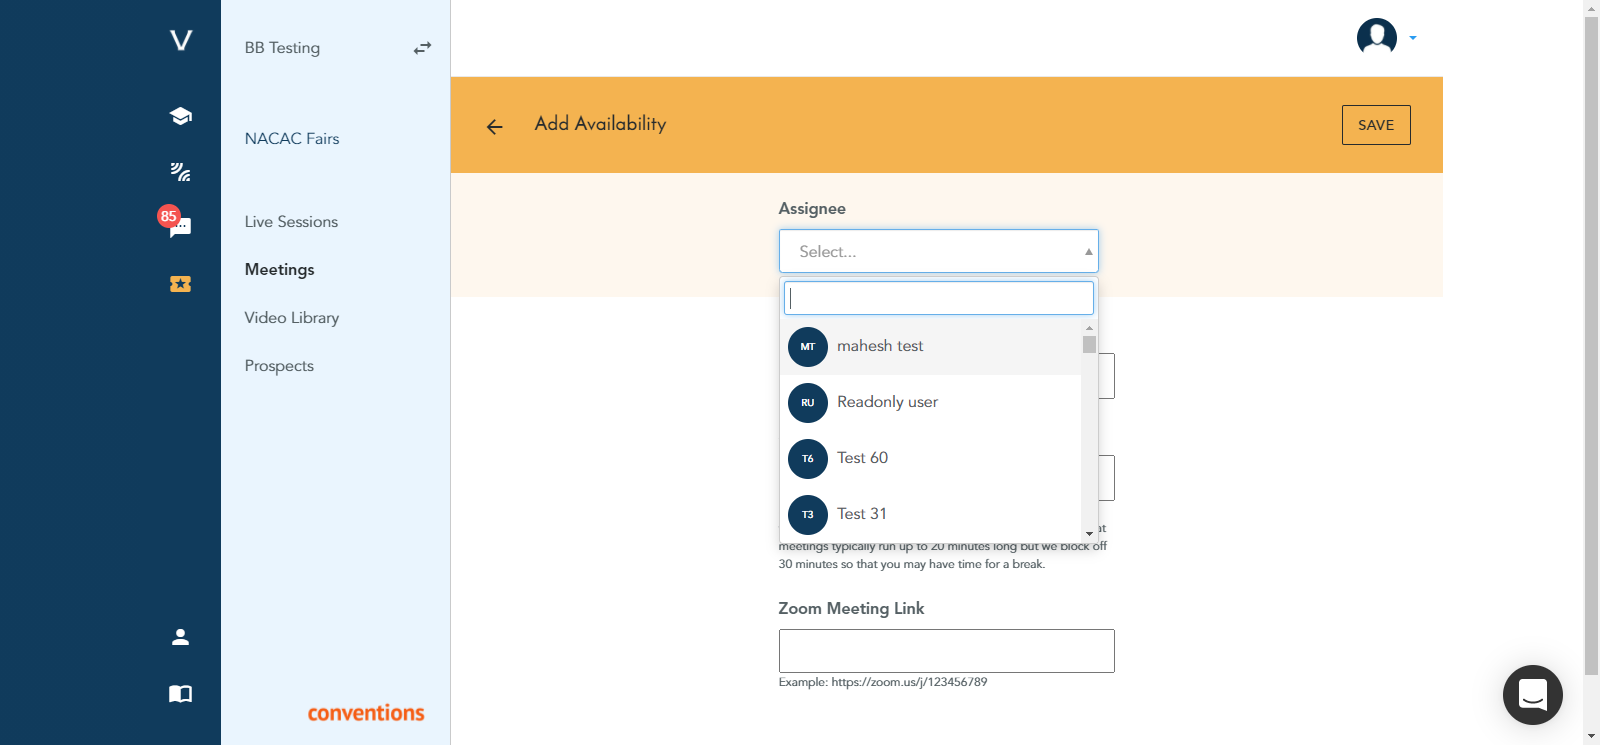 V
BB Testing
NACAC Fairs
85
Live Sessions
Meetings
Video Library
Prospects
conventions
Add Availability
SAVE
Assignee
Select...
MT mahesh test
RU Readonly user
T6 Test 60
T3 Test 31
at
meetings typically run up to 20 minutes long but we block off
30 minutes so that you may have time for a break.
Zoom Meeting Link
Example: https://zoom.us/j/123456789